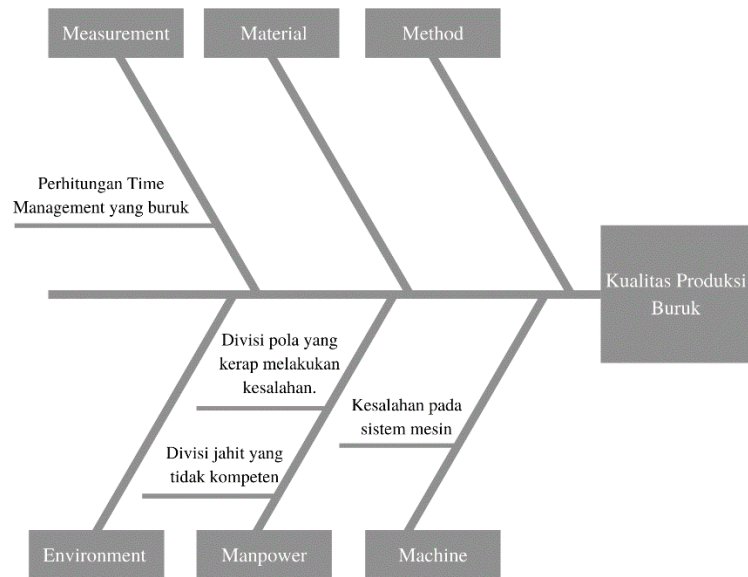 Measurement
Material
Method
Perhitungan Time
Management yang buruk
Kualitas Produksi
Buruk
Divisi pola yang
kerap melakukan
kesalahan.
Kesalahan pada
sistem mesin
Divisi jahit yang
tidak kompeten
Environment
Manpower
Machine